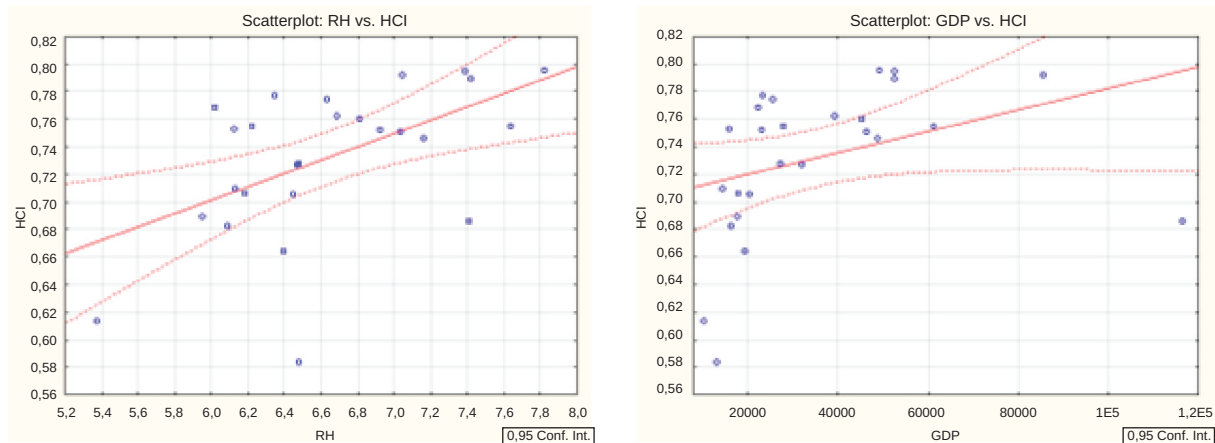 Scatterplot: RH vs. HCI
0,82
0,80
0,78
0,76
0,74
0,72
0,70
0,68
0,66
0,64
0,62
0,60
0,58
0,56
HCI
5,2 5,4 5,6 5,8 6,0 6,2 6,4 6,6 6,8 7,0 7,2 7,4 7,6 7,8 8,0
RH
0,95 Conf. Int.
Scatterplot: GDP vs. HCI
0,82
0,80
0,78
0,76
0,74
0,72
0,70
0,68
0,66
0,64
0,62
0,60
0,58
0,56
HCI
20000 40000 60000 80000 1E5 1,2E5
GDP
0,95 Conf. Int.